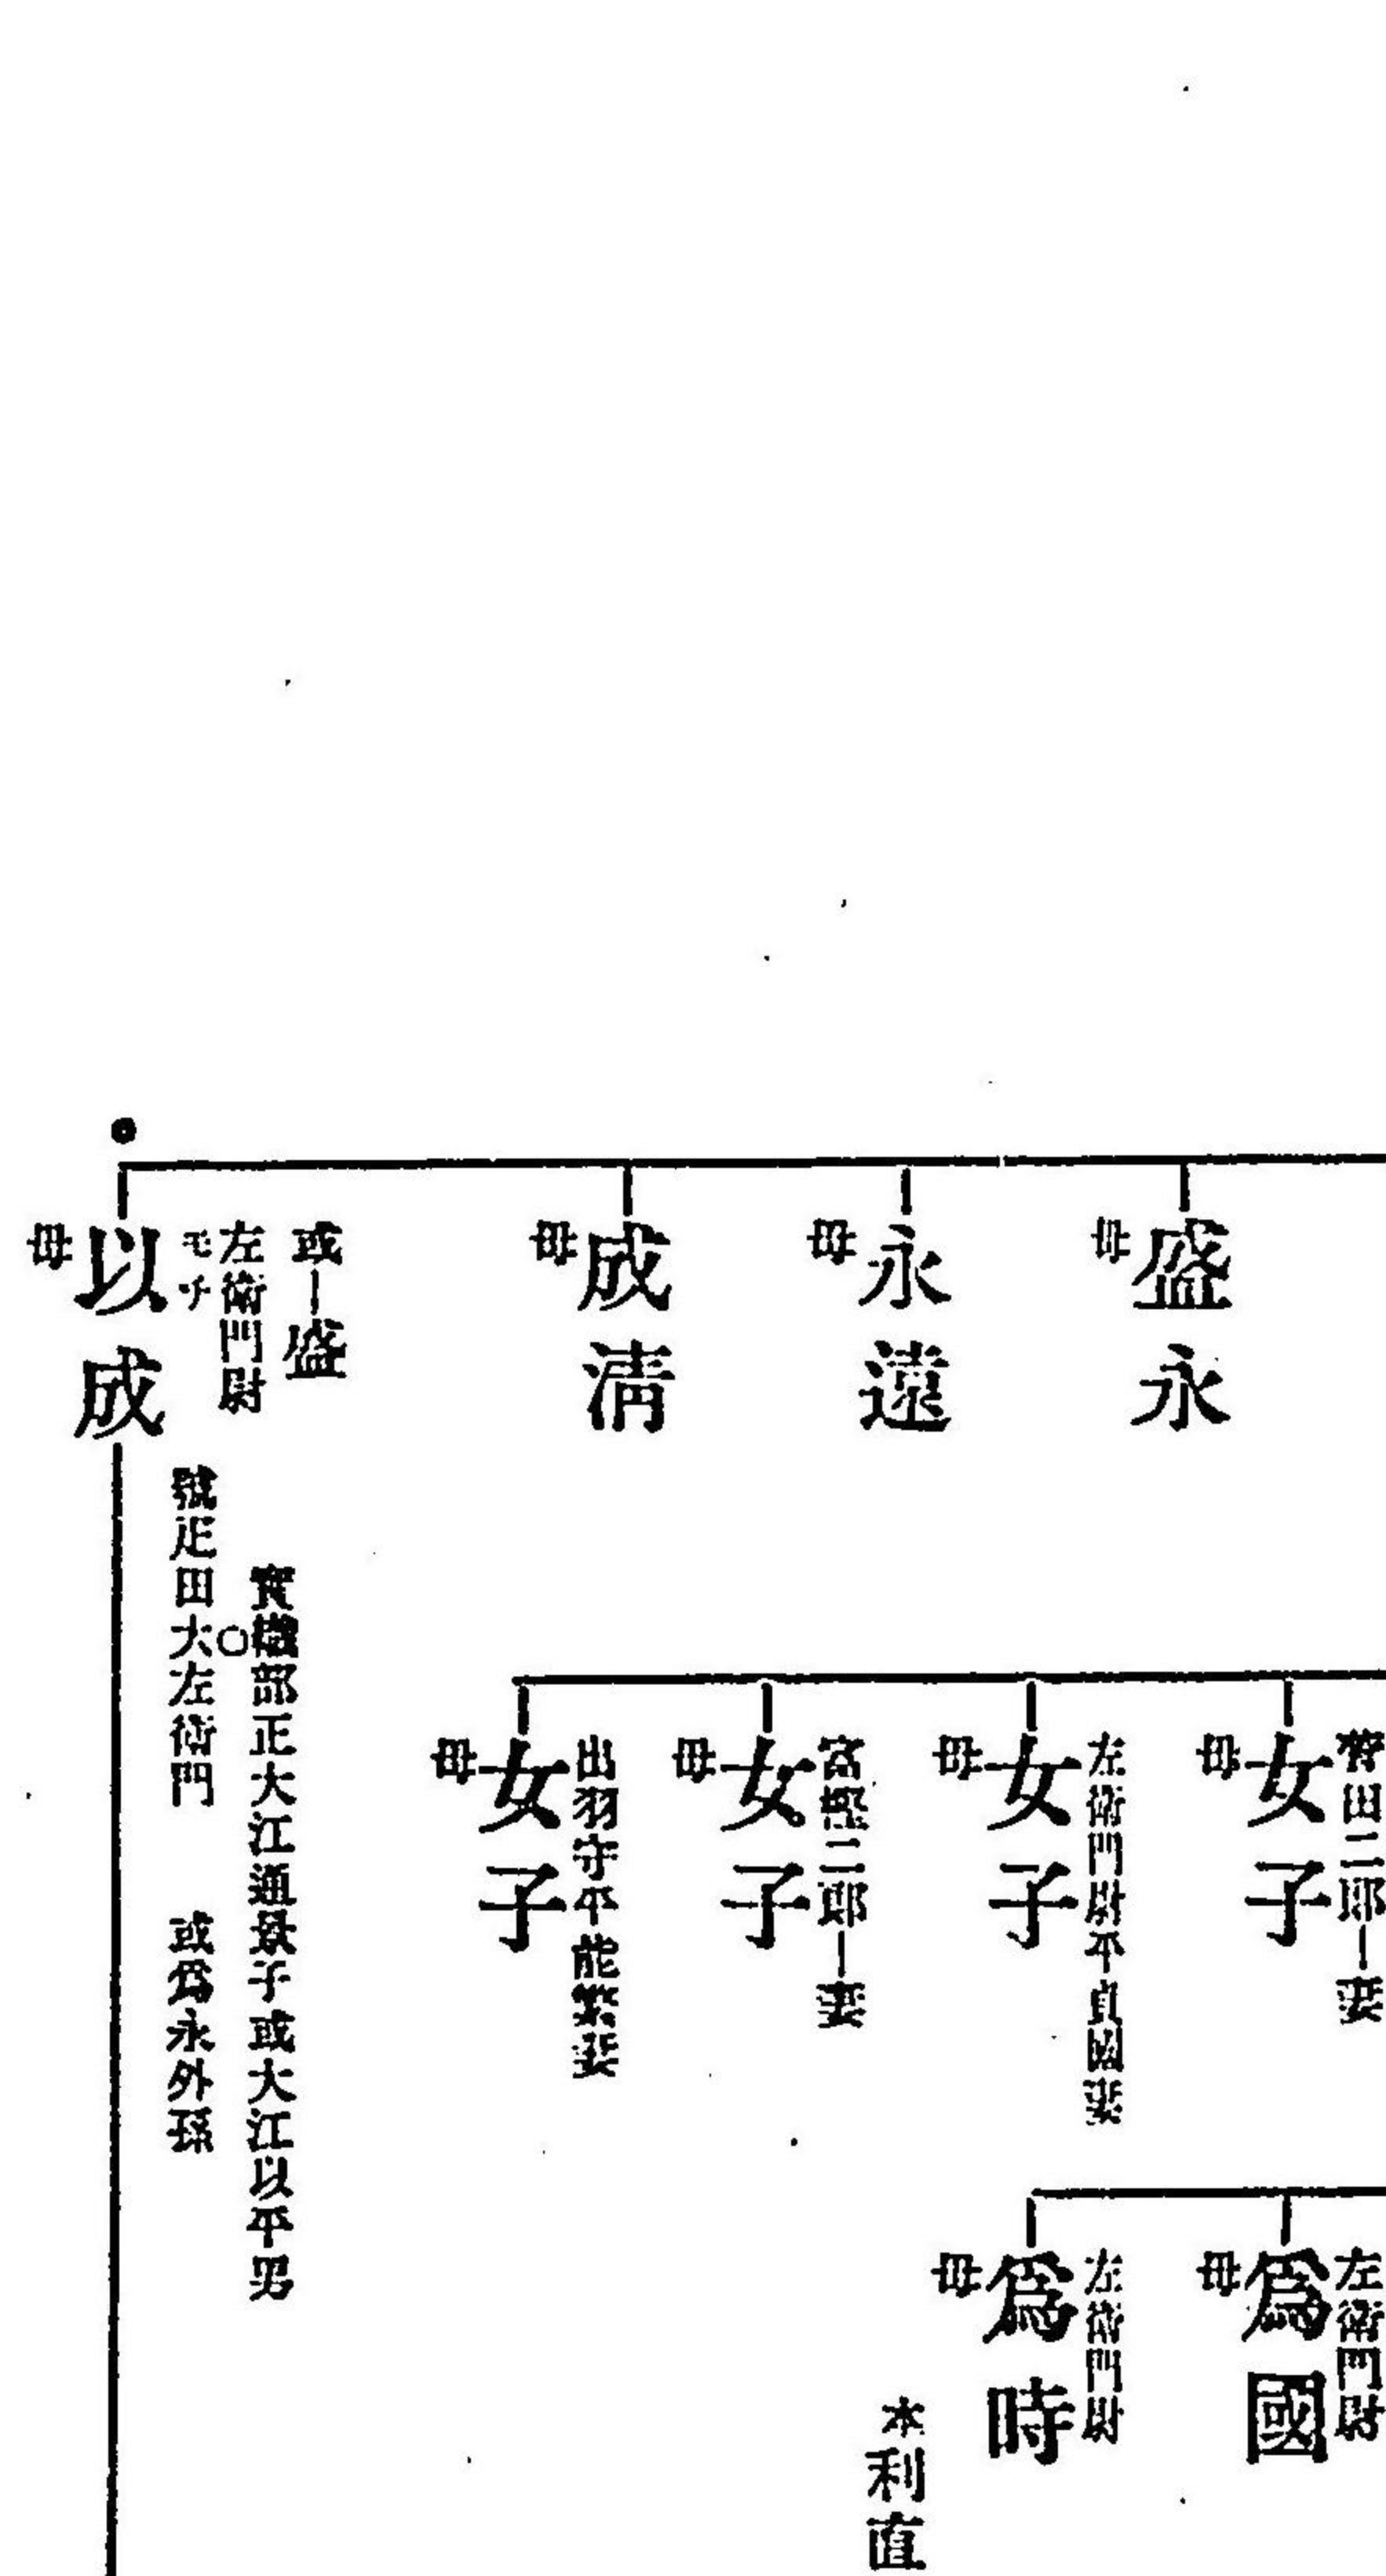 盛永
母
永遠
母
成清
母
或―盛
左衛門尉
モチ
以成
母
實織部正大江通景子或大江以平男
○
號疋田大左衛門 或爲永外孫
菅田二郎―妻
女子
母
左衛門尉平貞國妻
女子
母
富樫二郎―妻
女子
母
出羽守平能繁妻
女子
母
左衛門尉
爲國
母
左衛門尉
爲時
母
本利直